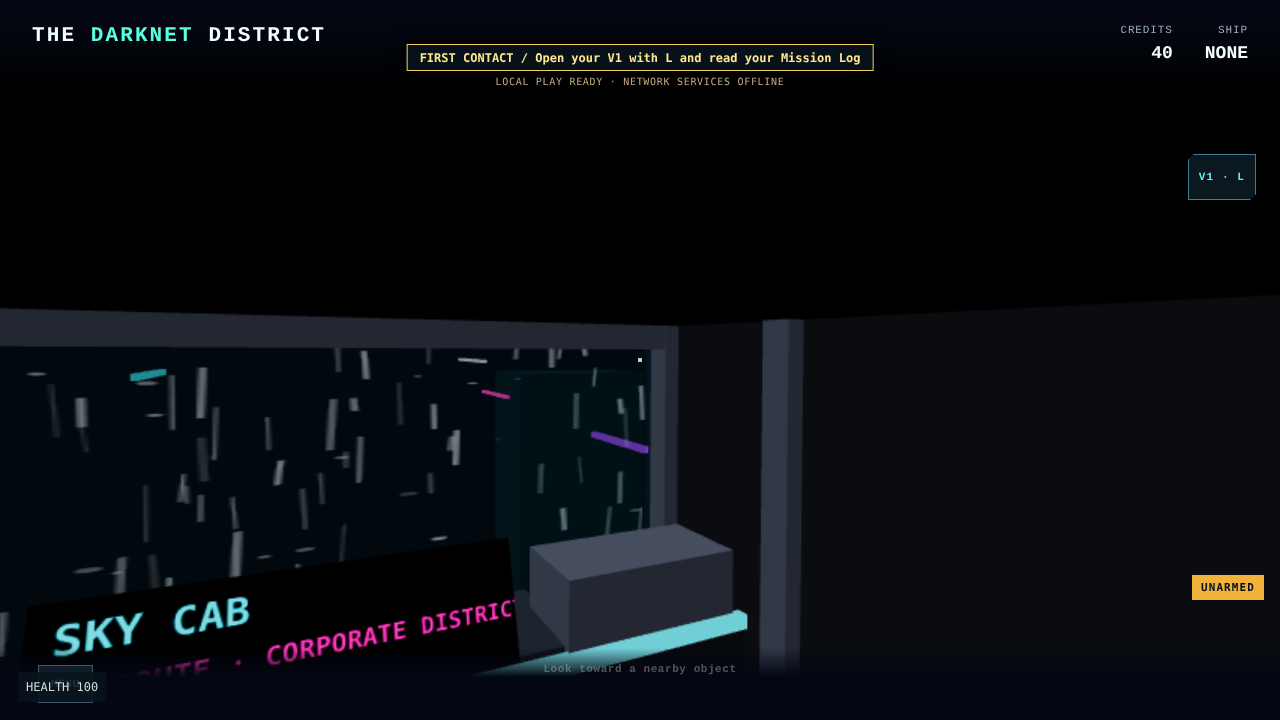 THE DARKNET DISTRICT
FIRST CONTACT / Open your V1 with L and read your Mission Log
LOCAL PLAY READY · NETWORK SERVICES OFFLINE
CREDITS
40
SHIP
NONE
V1 · L
UNARMED
SKY CAB
· CORPORATE DISTRICT
Look toward a nearby object
HEALTH 100